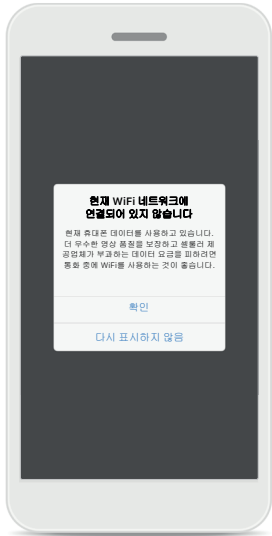 현재 WiFi 네트워크에
연결되어 있지 않습니다
현재 휴대폰 데이터를 사용하고 있습니다.
더 우수한 영상 품질을 보장하고 셀룰러 제
공업체가 부과하는 데이터 요금을 피하려면
통화 중에 WiFi를 사용하는 것이 좋습니다.
확인
다시 표시하지 않음